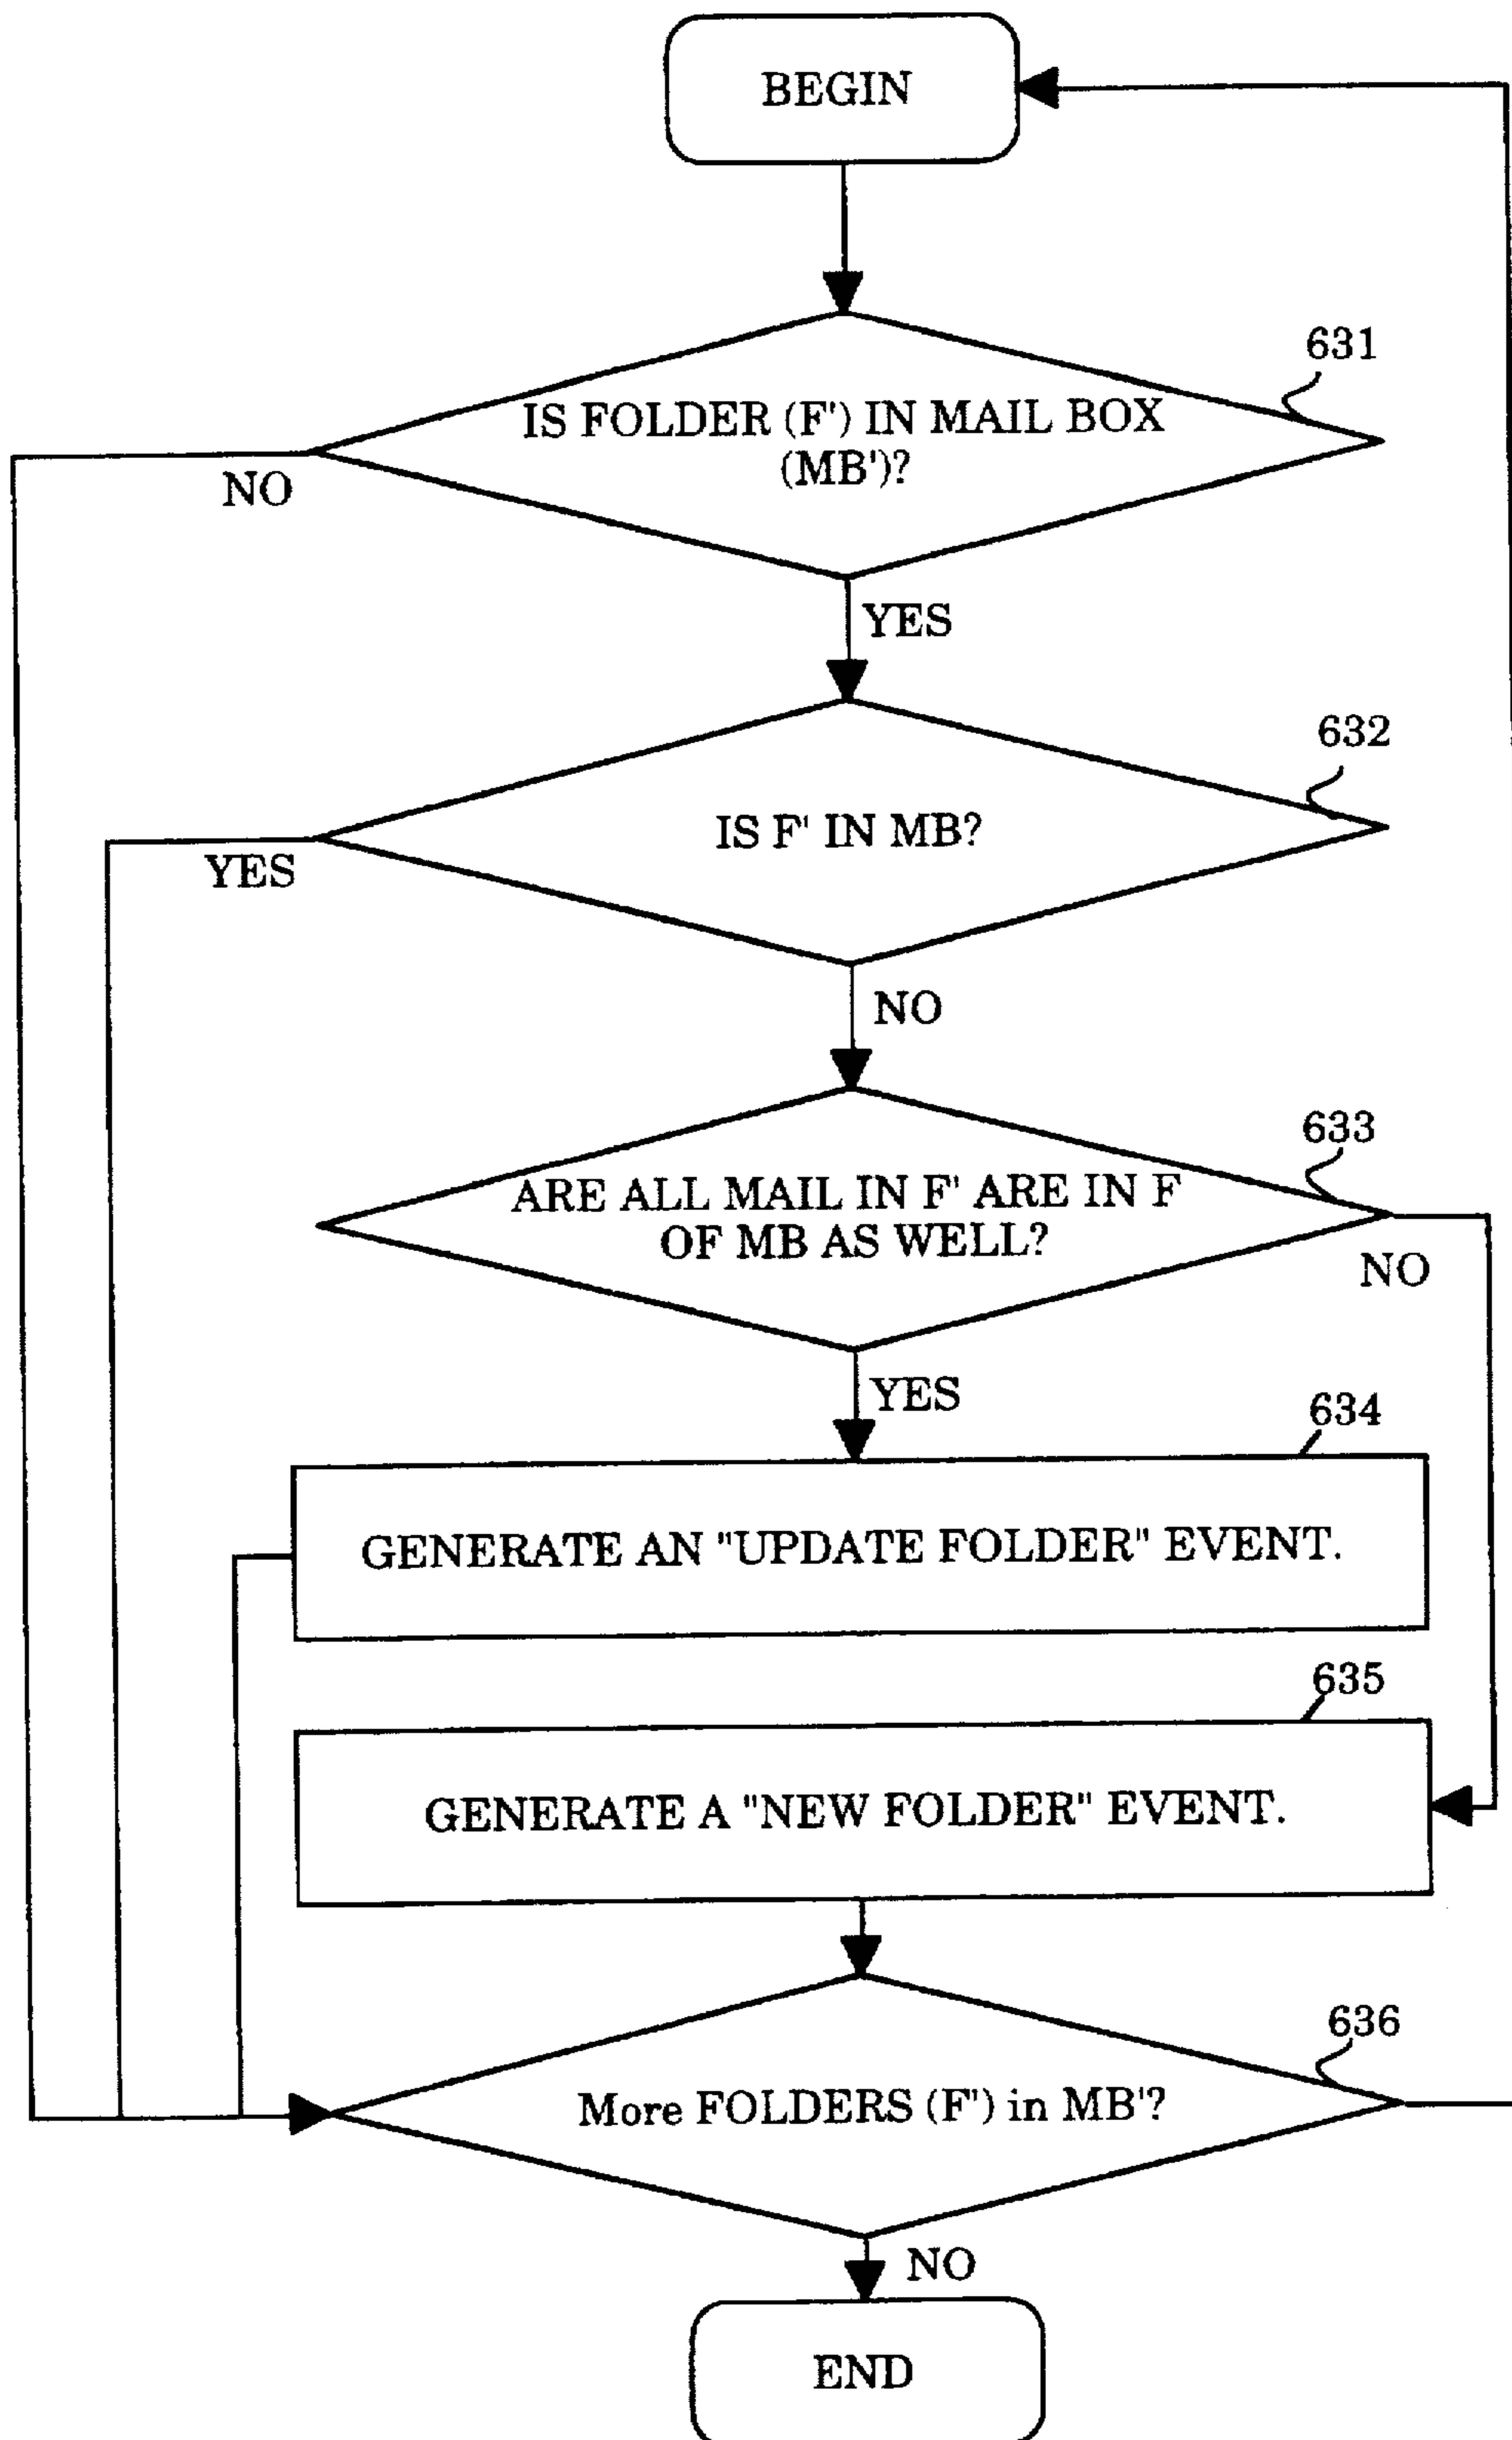 BEGIN
631
IS FOLDER (F') IN MAIL BOX
(MB')?
NO
YES
632
IS F' IN MB?
YES
NO
633
ARE ALL MAIL IN F' ARE IN F
OF MB AS WELL?
NO
YES
634
GENERATE AN "UPDATE FOLDER" EVENT.
635
GENERATE A "NEW FOLDER" EVENT.
636
More FOLDERS (F') in MB'?
NO
END